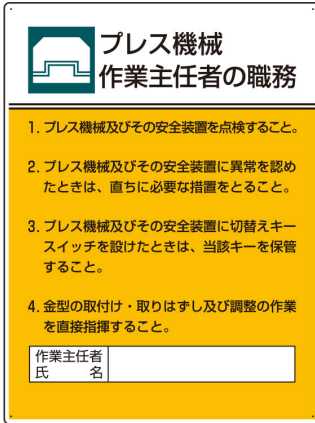 プレス機械
作業主任者の職務
1. プレス機械及びその安全装置を点検すること。
2. プレス機械及びその安全装置に異常を認め
たときは、直ちに必要な措置をとること。
3. プレス機械及びその安全装置に切替えキー
スイッチを設けたときは、当該キーを保管
すること。
4. 金型の取付け・取りはずし及び調整の作業
を直接指揮すること。
作業主任者
氏 名